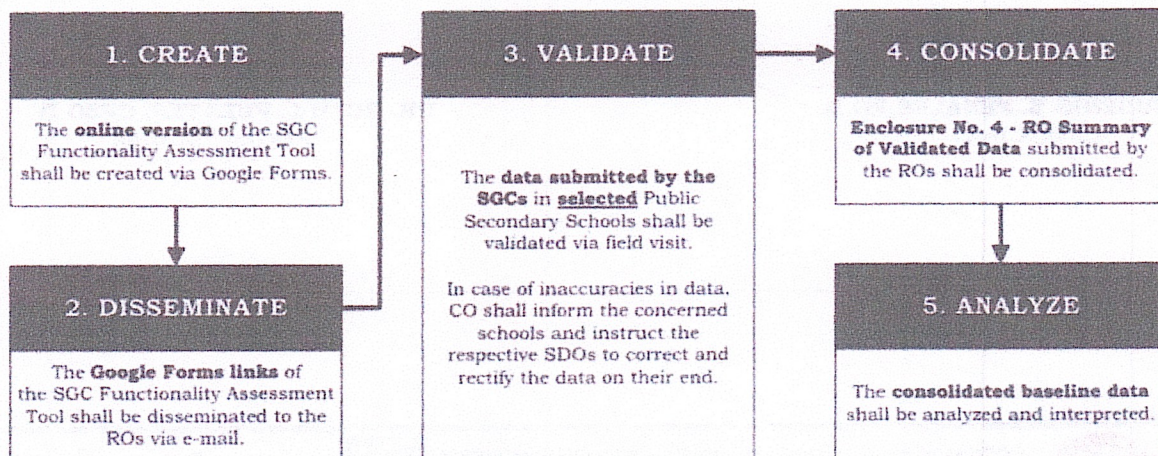 1. CREATE
The online version of the SGC
Functionality Assessment Tool
shall be created via Google Forms.
2. DISSEMINATE
The Google Forms links of
the SGC Functionality Assessment
Tool shall be disseminated to the
ROs via e-mail.
3. VALIDATE
The data submitted by the
SGCs in selected Public
Secondary Schools shall be
validated via field visit.
In case of inaccuracies in data,
CO shall inform the concerned
schools and instruct the
respective SDOs to correct and
rectify the data on their end.
4. CONSOLIDATE
Enclosure No. 4 - RO Summary
of Validated Data submitted by
the ROs shall be consolidated.
5. ANALYZE
The consolidated baseline data
shall be analyzed and interpreted.